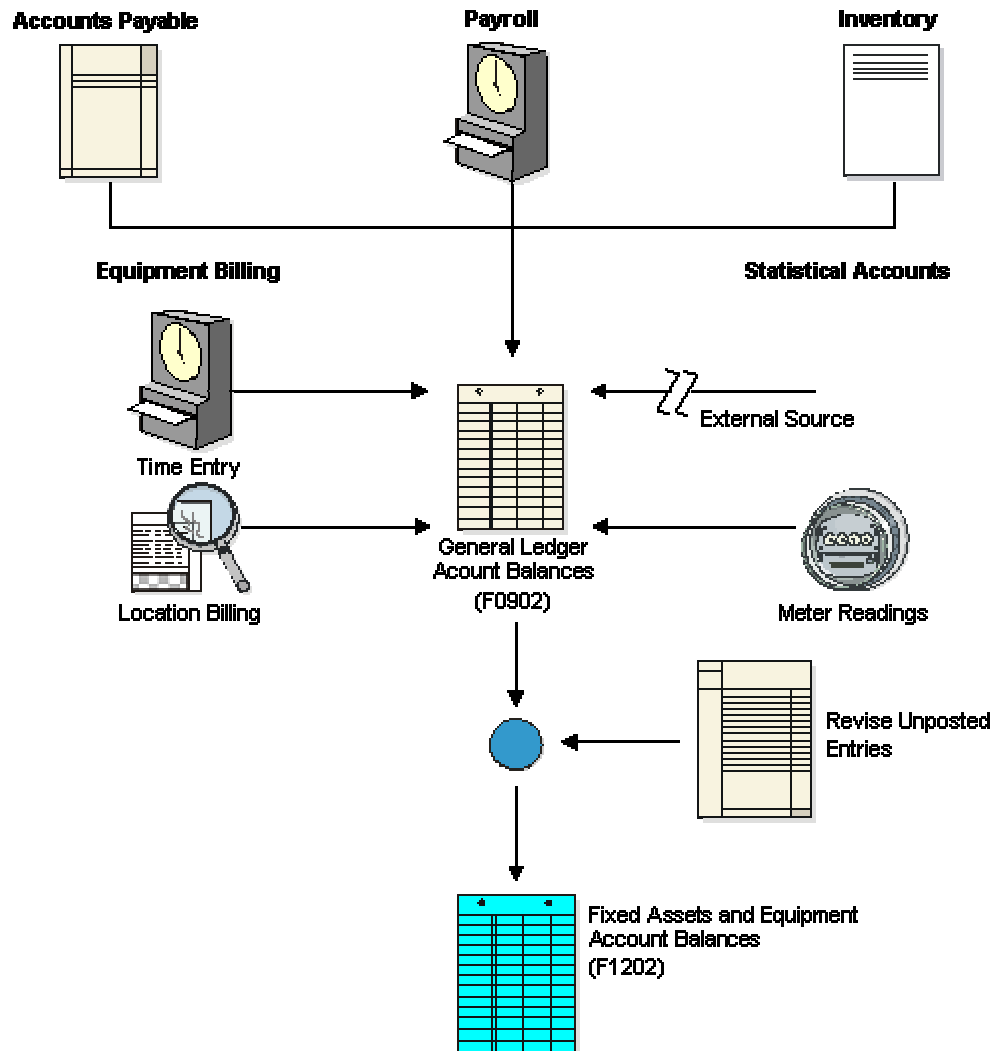 Accounts Payable
Payroll
Inventory
Equipment Billing
Statistical Accounts
External Source
Time Entry
General Ledger
Acount Balances
(F0902)
Location Billing
Meter Readings
Revise Unposted
Entries
Fixed Assets and Equipment
Account Balances
(F1202)